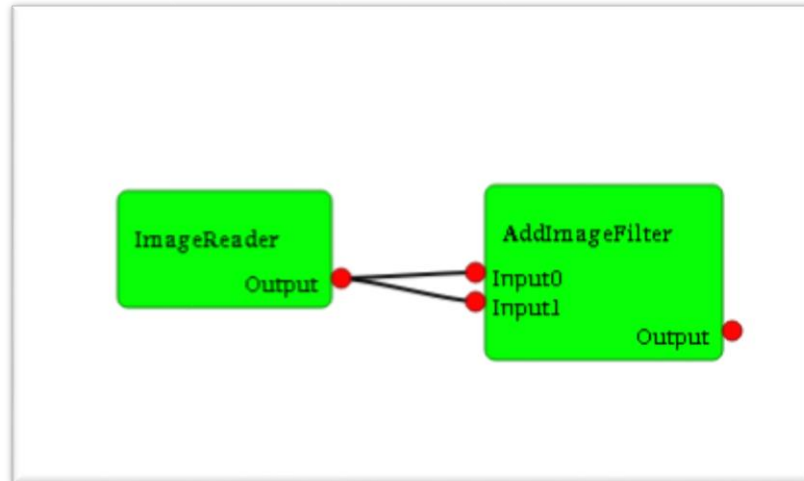 ImageReader
Output
AddImageFilter
Input0
Input1
Output